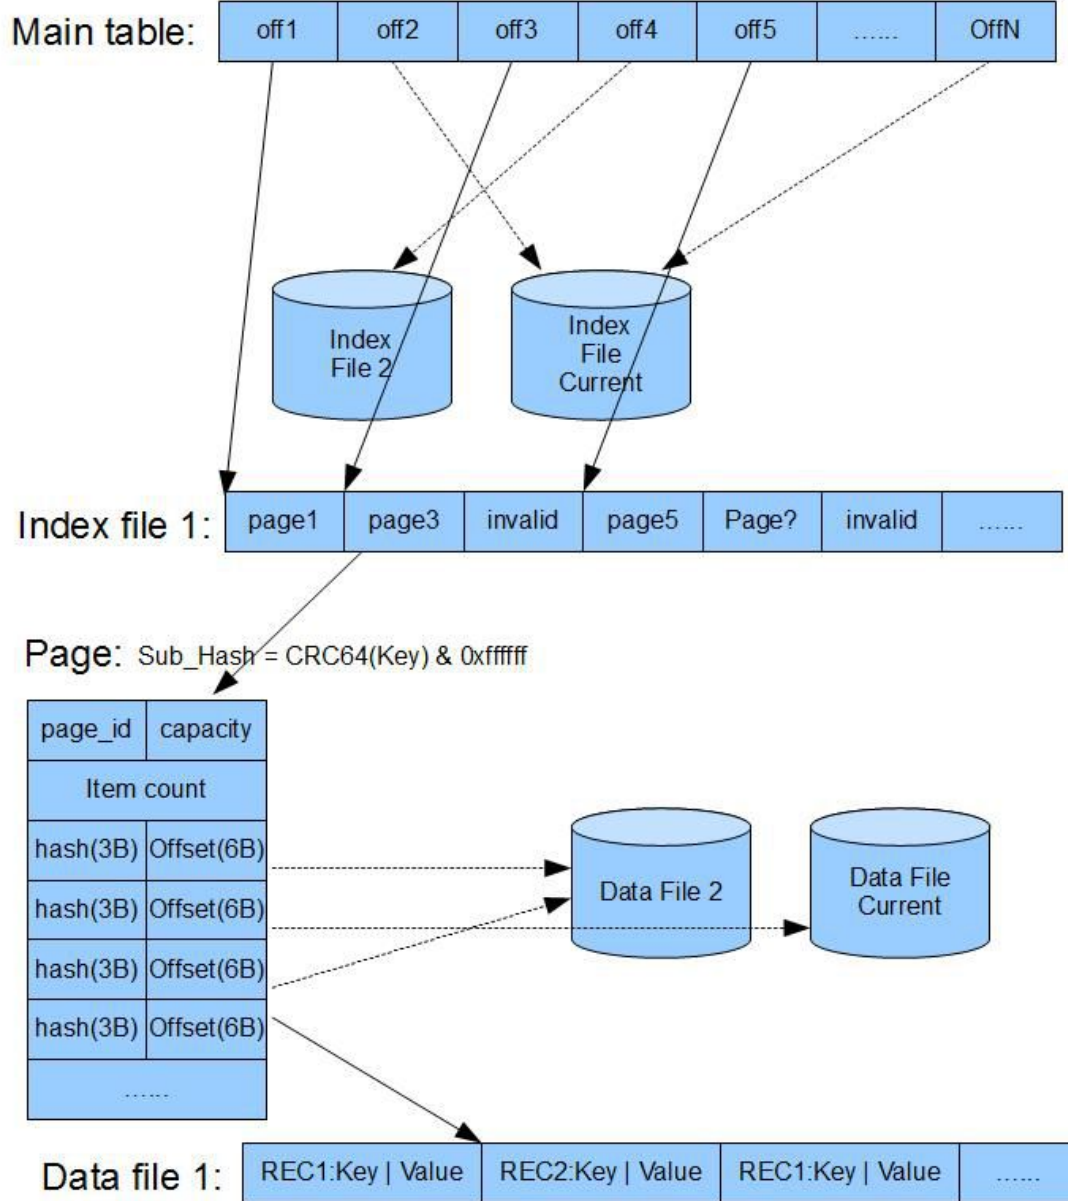 Main table: off1 off2 off3 off4 off5 ...... OffN
Index
File 2
Index
File
Current
Index file 1: page1 page3 invalid page5 Page? invalid ......
Page: Sub_Hash = CRC64(Key) & 0xffffff
page_id capacity
Item count
hash(3B) Offset(6B)
hash(3B) Offset(6B)
hash(3B) Offset(6B)
hash(3B) Offset(6B)
......
Data File 2
Data File
Current
Data file 1: REC1:Key | Value REC2:Key | Value REC1:Key | Value ......